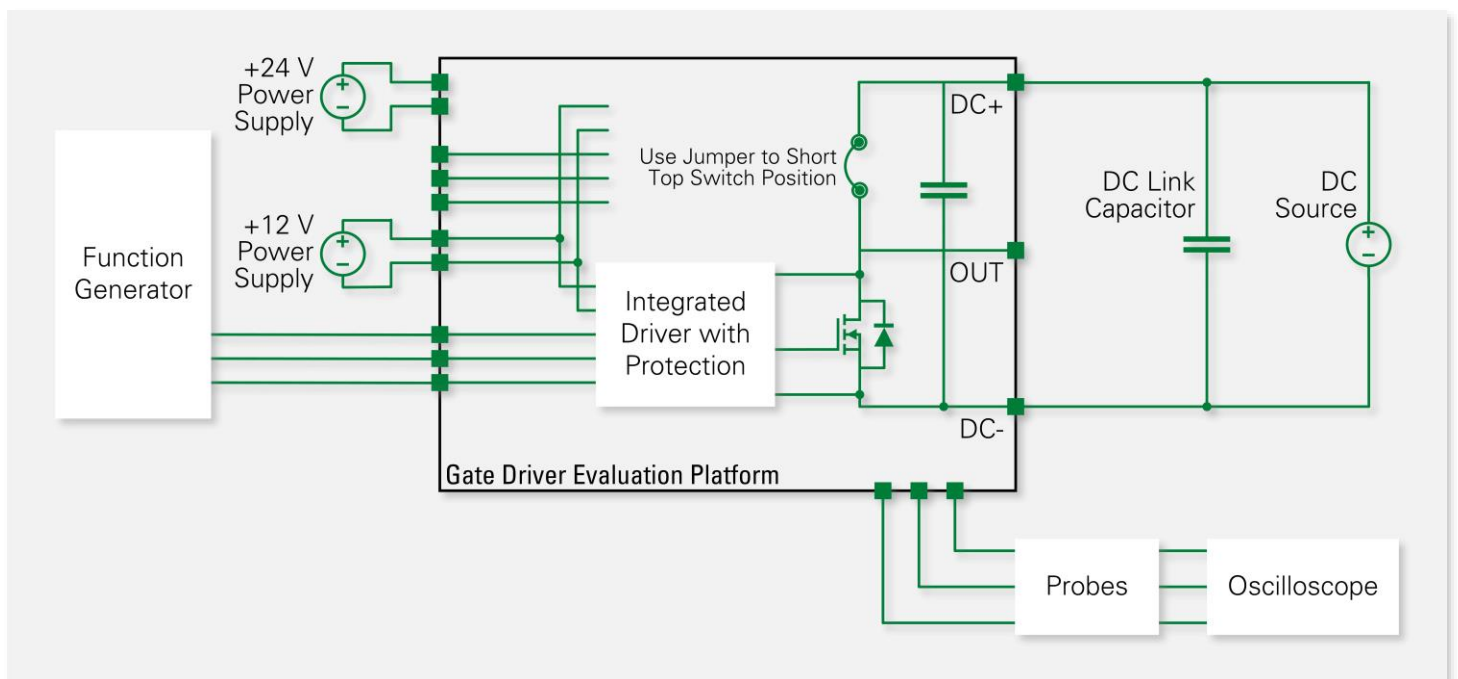 +24 V
Power
Supply
Function
Generator
+12 V
Power
Supply
Use Jumper to Short
Top Switch Position
Integrated
Driver with
Protection
DC+
OUT
DC-
DC Link
Capacitor
DC
Source
Gate Driver Evaluation Platform
Probes
Oscilloscope